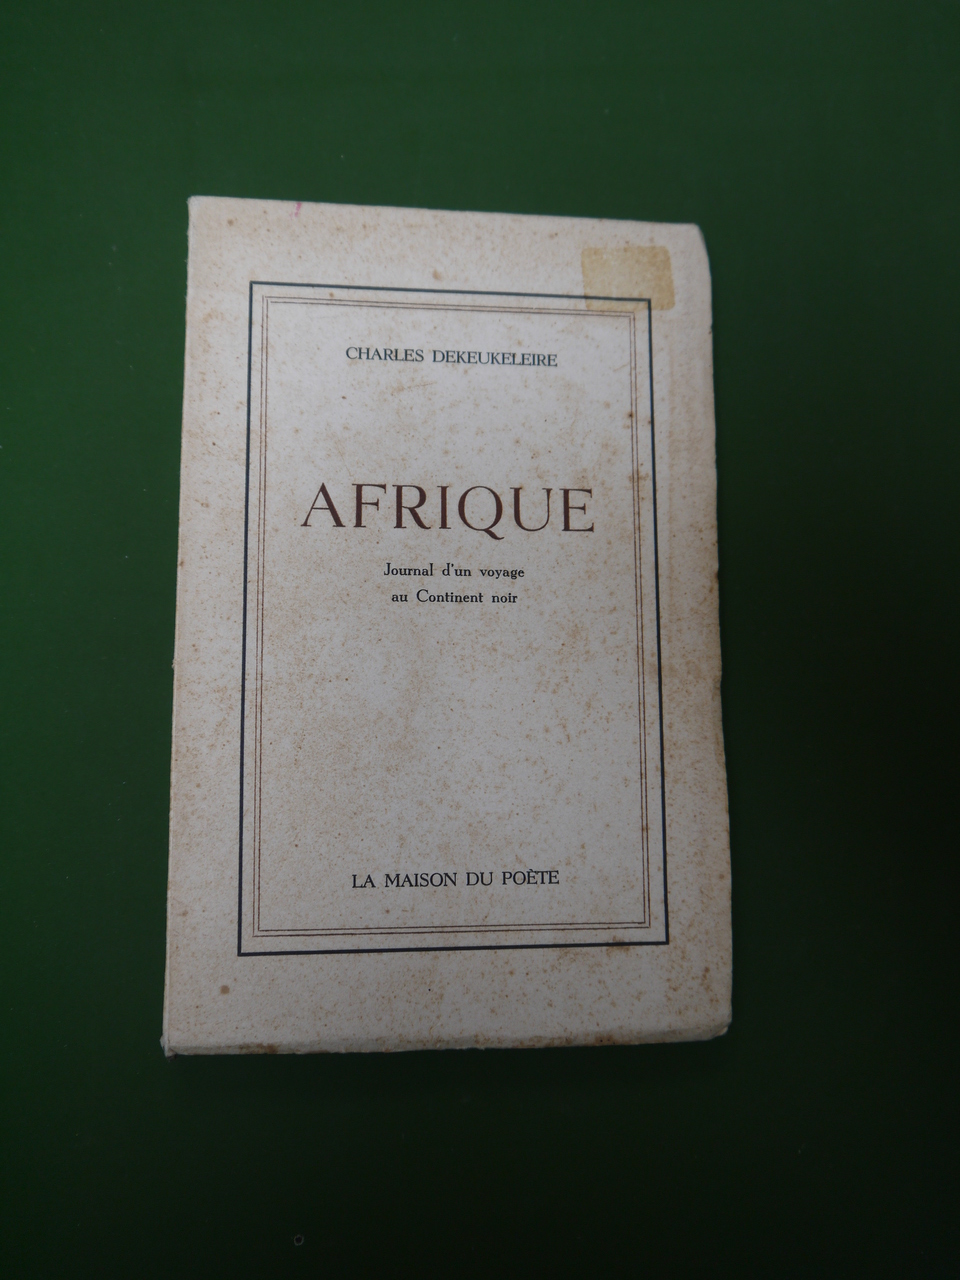 CHARLES DEKEUKELEIRE
AFRIQUE
Journal d'un voyage
au Continent noir
LA MAISON DU POÈTE